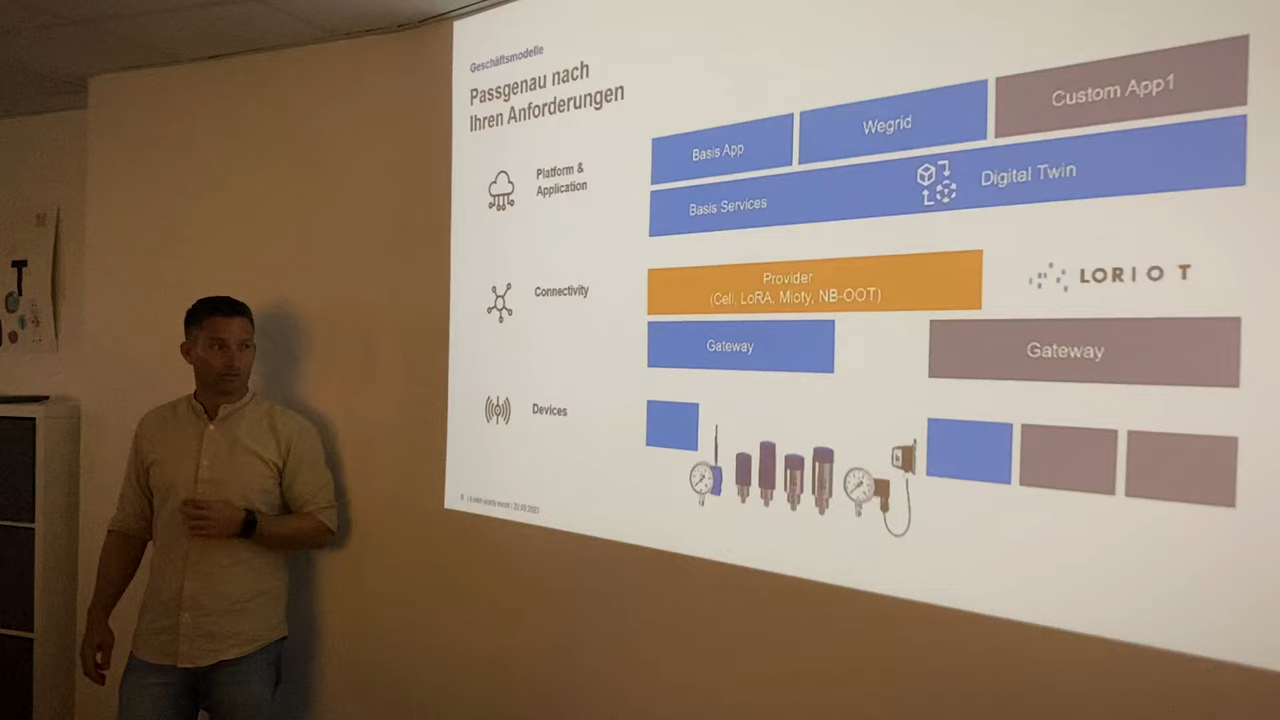 Geschäftsmodelle
Passgenau nach
Ihren Anforderungen
Platform &
Application
Basis App
Wegrid
Custom App1
Basis Services
Digital Twin
Connectivity
Provider
(Cell, LoRA, Mioty, NB-OOT)
LORIOT
Gateway
Gateway
Devices